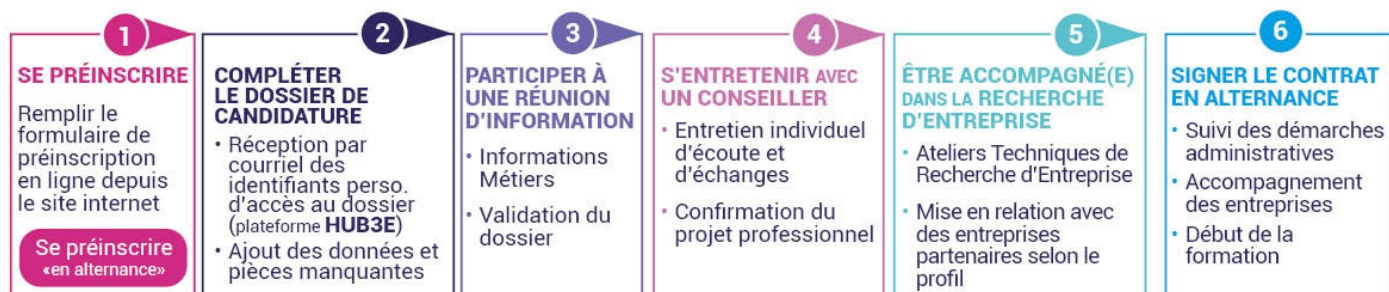 1
SE PRÉINSCRIRE
Remplir le
formulaire de
préinscription
en ligne depuis
le site internet
Se préinscrire
«en alternance»
2
COMPLÉTER
LE DOSSIER DE
CANDIDATURE
• Réception par
courriel des
identifiants perso.
d'accès au dossier
(plateforme HUB3E)
• Ajout des données et
pièces manquantes
3
PARTICIPER À
UNE RÉUNION
D'INFORMATION
• Informations
Métiers
• Validation du
dossier
4
S'ENTRETENIR AVEC
UN CONSEILLER
• Entretien individuel
d'écoute et
d'échanges
• Confirmation du
projet professionnel
5
ÊTRE ACCOMPAGNÉ(E)
DANS LA RECHERCHE
D'ENTREPRISE
• Ateliers Techniques de
Recherche d'Entreprise
• Mise en relation avec
des entreprises
partenaires selon le
profil
6
SIGNER LE CONTRAT
EN ALTERNANCE
• Suivi des démarches
administratives
• Accompagnement
des entreprises
• Début de la
formation